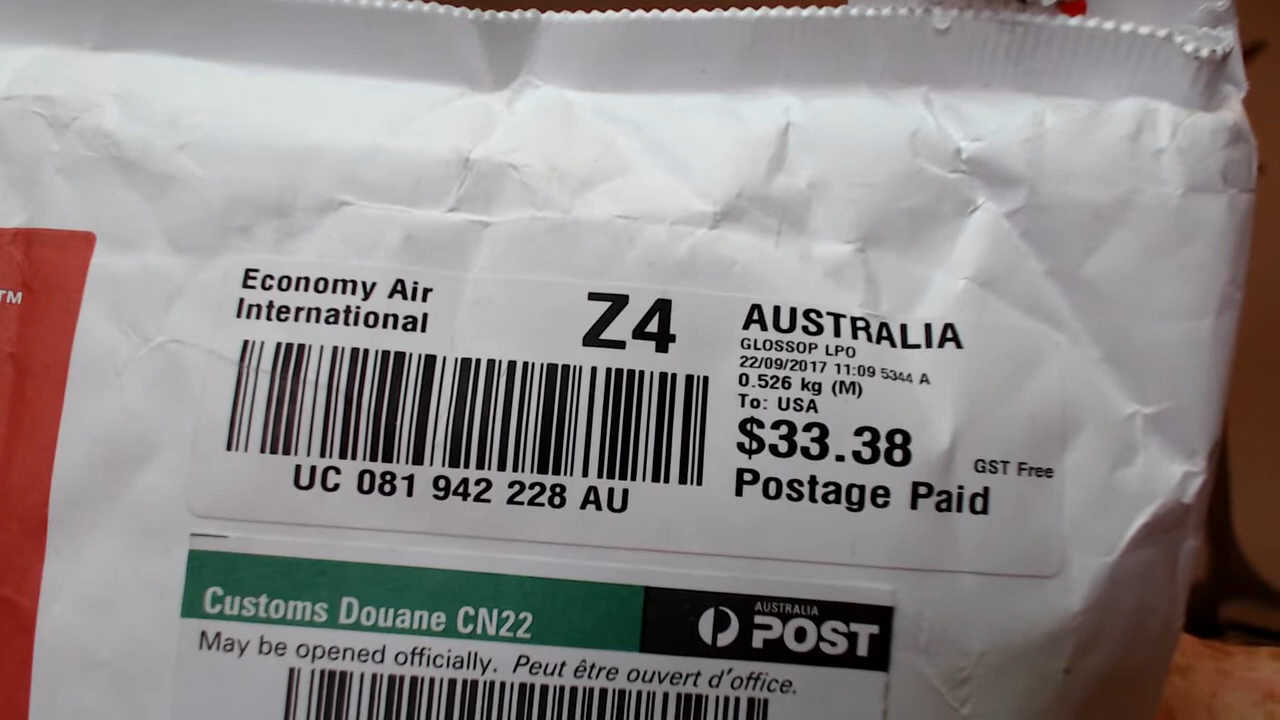 TM
Economy Air
International
Z4
UC 081 942 228 AU
AUSTRALIA
GLOSSOP LPO
22/09/2017 11:09 5344 A
0.526 kg (M)
To: USA
$33.38
GST Free
Postage Paid
Customs Douane CN22
AUSTRALIA
POST
May be opened officially. Peut être ouvert d'office.